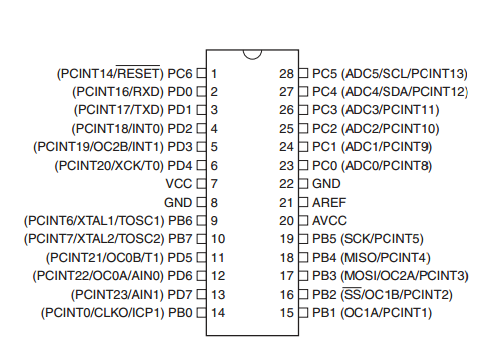 (PCINT14/RESET) PC6 1 28 PC5 (ADC5/SCL/PCINT13)
(PCINT16/RXD) PD0 2 27 PC4 (ADC4/SDA/PCINT12)
(PCINT17/TXD) PD1 3 26 PC3 (ADC3/PCINT11)
(PCINT18/INT0) PD2 4 25 PC2 (ADC2/PCINT10)
(PCINT19/OC2B/INT1) PD3 5 24 PC1 (ADC1/PCINT9)
(PCINT20/XCK/T0) PD4 6 23 PC0 (ADC0/PCINT8)
VCC 7 22 GND
GND 8 21 AREF
(PCINT6/XTAL1/TOSC1) PB6 9 20 AVCC
(PCINT7/XTAL2/TOSC2) PB7 10 19 PB5 (SCK/PCINT5)
(PCINT21/OC0B/T1) PD5 11 18 PB4 (MISO/PCINT4)
(PCINT22/OC0A/AIN0) PD6 12 17 PB3 (MOSI/OC2A/PCINT3)
(PCINT23/AIN1) PD7 13 16 PB2 (SS/OC1B/PCINT2)
(PCINT0/CLKO/ICP1) PB0 14 15 PB1 (OC1A/PCINT1)